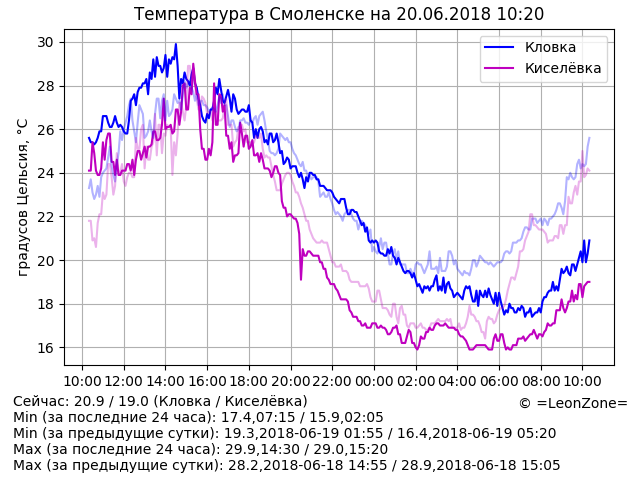 Температура в Смоленске на 20.06.2018 10:20
градусов Цельсия, °C
30
28
26
24
22
20
18
16
Кловка
Киселёвка
10:00 12:00 14:00 16:00 18:00 20:00 22:00 00:00 02:00 04:00 06:00 08:00 10:00
Сейчас: 20.9 / 19.0 (Кловка / Киселёвка)
© =LeonZone=
Min (за последние 24 часа): 17.4,07:15 / 15.9,02:05
Min (за предыдущие сутки): 19.3,2018-06-19 01:55 / 16.4,2018-06-19 05:20
Max (за последние 24 часа): 29.9,14:30 / 29.0,15:20
Max (за предыдущие сутки): 28.2,2018-06-18 14:55 / 28.9,2018-06-18 15:05